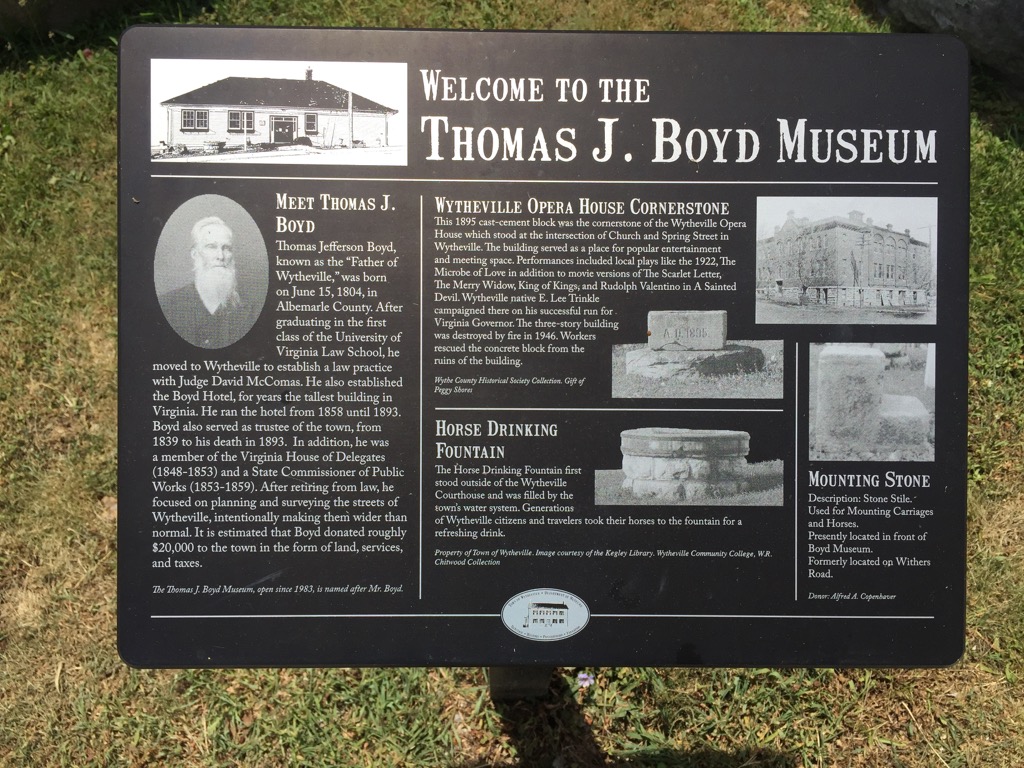 Welcome to the
Thomas J. Boyd Museum
Meet Thomas J.
Boyd
Thomas Jefferson Boyd,
known as the “Father of
Wytheville,” was born
on June 15, 1804, in
Albemarle County. After
graduating in the first
class of the University of
Virginia Law School, he
moved to Wytheville to establish a law practice
with Judge David McComas. He also established
the Boyd Hotel, for years the tallest building in
Virginia. He ran the hotel from 1858 until 1893.
Boyd also served as trustee of the town, from
1839 to his death in 1893. In addition, he was
a member of the Virginia House of Delegates
(1848-1853) and a State Commissioner of Public
Works (1853-1859). After retiring from law, he
focused on planning and surveying the streets of
Wytheville, intentionally making them wider than
normal. It is estimated that Boyd donated roughly
$20,000 to the town in the form of land, services,
and taxes.
The Thomas J. Boyd Museum, open since 1983, is named after Mr. Boyd.
Wytheville Opera House Cornerstone
This 1895 cast-cement block was the cornerstone of the Wytheville Opera
House which stood at the intersection of Church and Spring Street in
Wytheville. The building served as a place for popular entertainment
and meeting space. Performances included local plays like the 1922, The
Microbe of Love in addition to movie versions of The Scarlet Letter,
The Merry Widow, King of Kings, and Rudolph Valentino in A Sainted
Devil. Wytheville native E. Lee Trinkle
campaigned there on his successful run for
Virginia Governor. The three-story building
was destroyed by fire in 1946. Workers
rescued the concrete block from the
ruins of the building.
A.D. 1895
Wythe County Historical Society Collection. Gift of
Peggy Shores
Horse Drinking
Fountain
The Horse Drinking Fountain first
stood outside of the Wytheville
Courthouse and was filled by the
town's water system. Generations
of Wytheville citizens and travelers took their horses to the fountain for a
refreshing drink.
Property of Town of Wytheville. Image courtesy of the Kegley Library. Wytheville Community College, W.R.
Chitwood Collection
Mounting Stone
Description: Stone Stile.
Used for Mounting Carriages
and Horses.
Presently located in front of
Boyd Museum.
Formerly located on Withers
Road.
Donor: Alfred A. Copenhaver